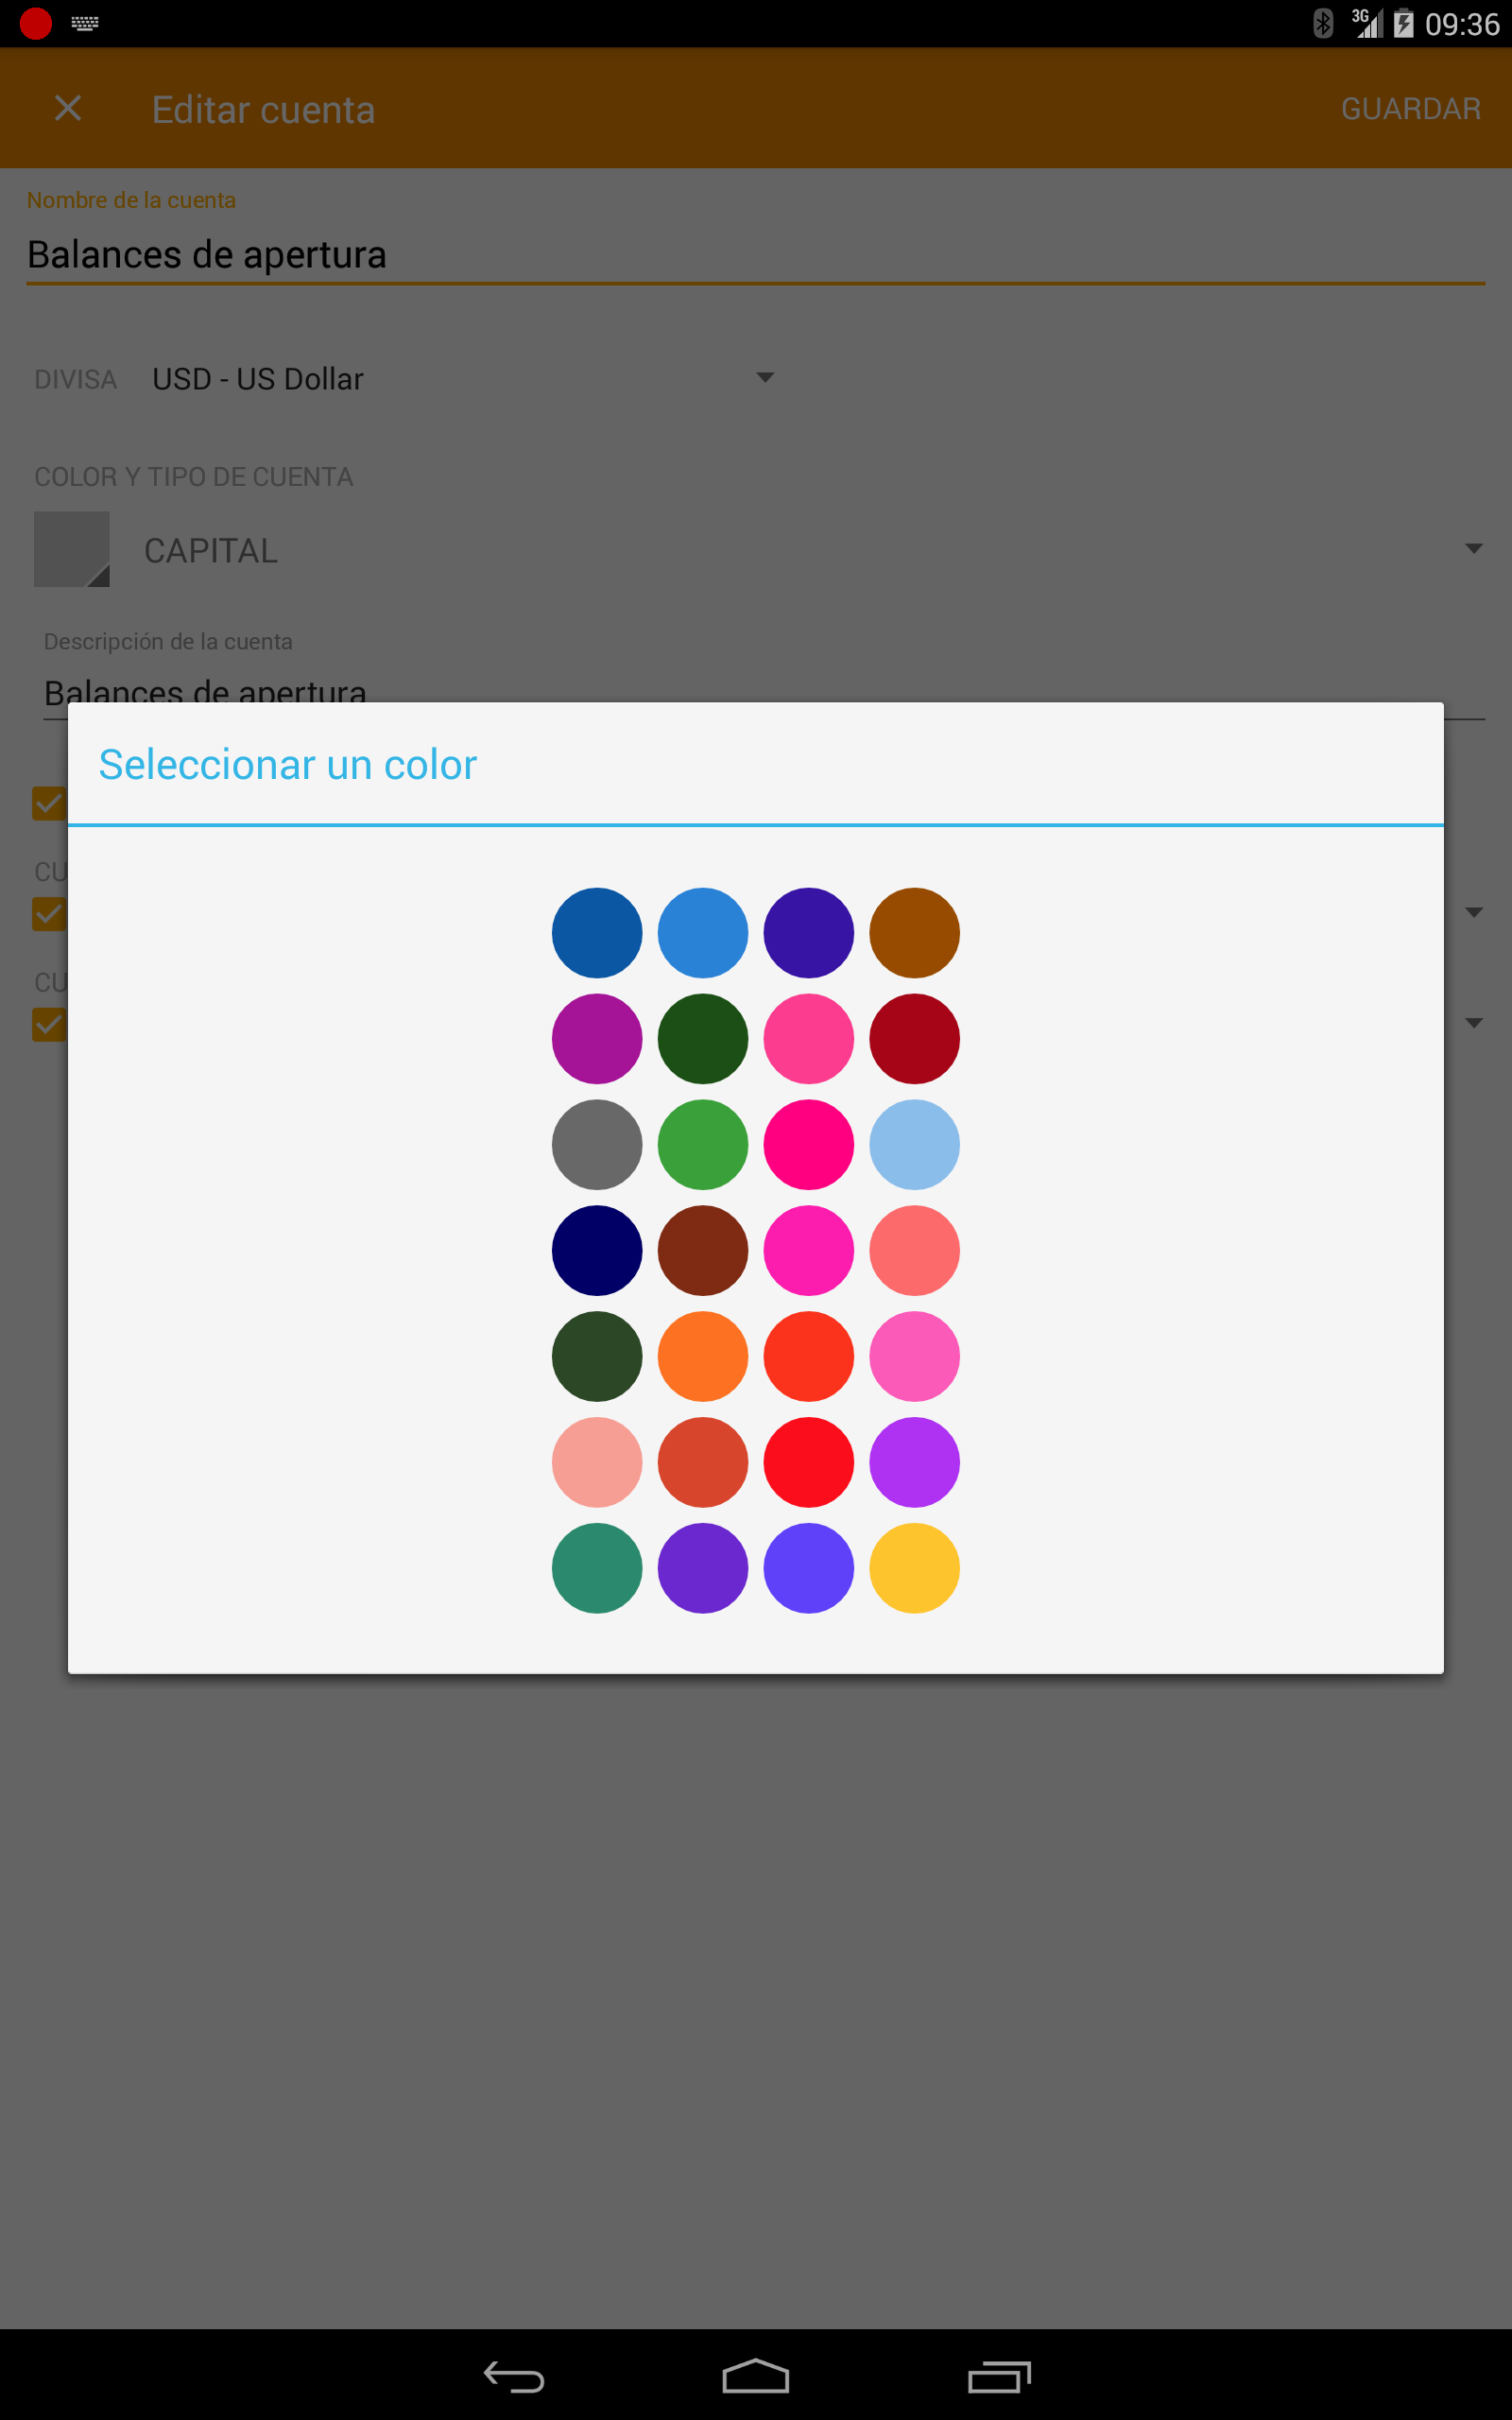 3G 09:36
Editar cuenta
GUARDAR
Nombre de la cuenta
Balances de apertura
DIVISA USD - US Dollar
COLOR Y TIPO DE CUENTA
CAPITAL
Descripción de la cuenta
Balances de apertura
Seleccionar un color
CU
CU